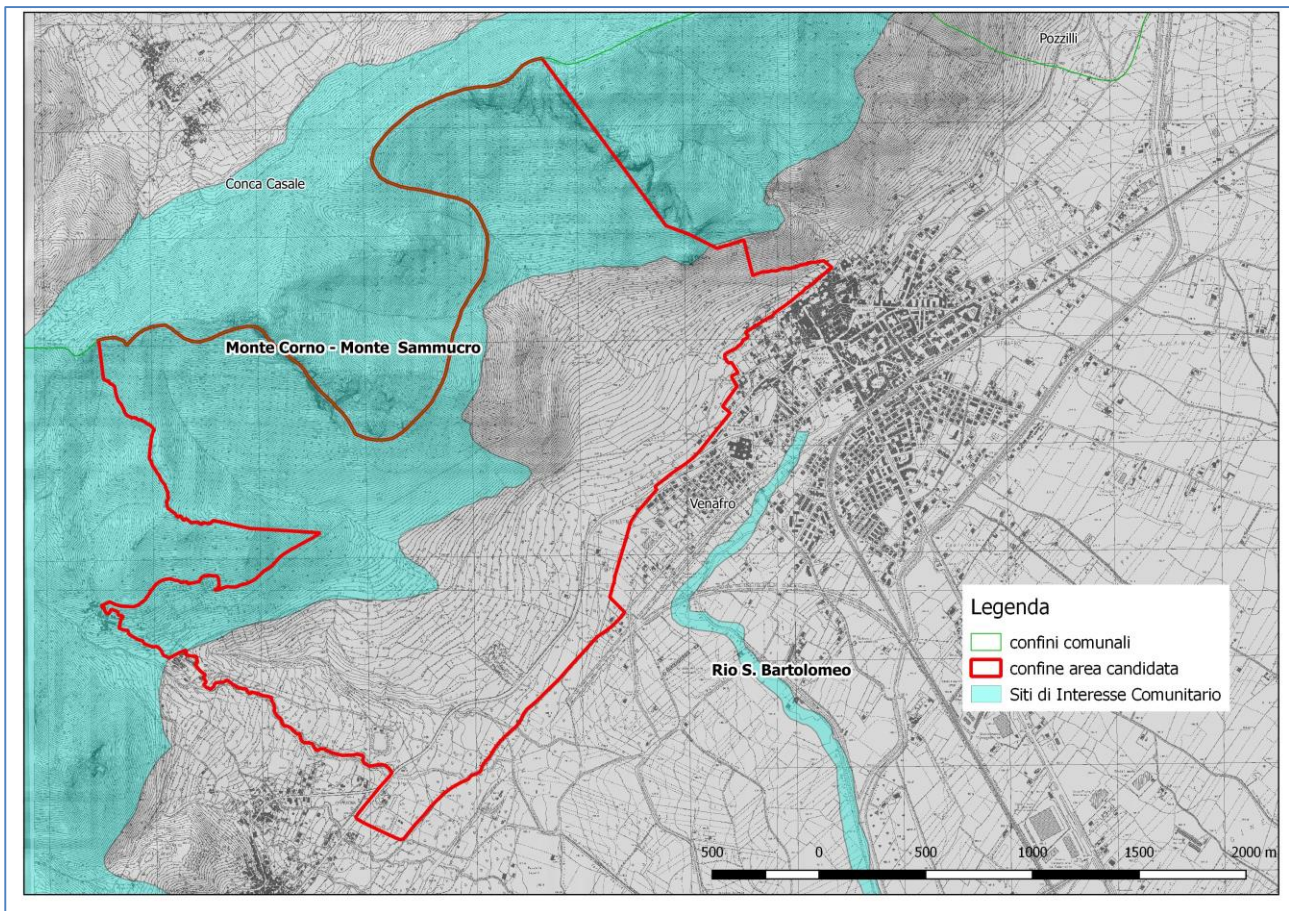 Pozzilli
Conca Casale
Monte Corno - Monte Sammucro
Venafro
Rio S. Bartolomeo
Legenda
confini comunali
confine area candidata
Siti di Interesse Comunitario
500 0 500 1000 1500 2000 m